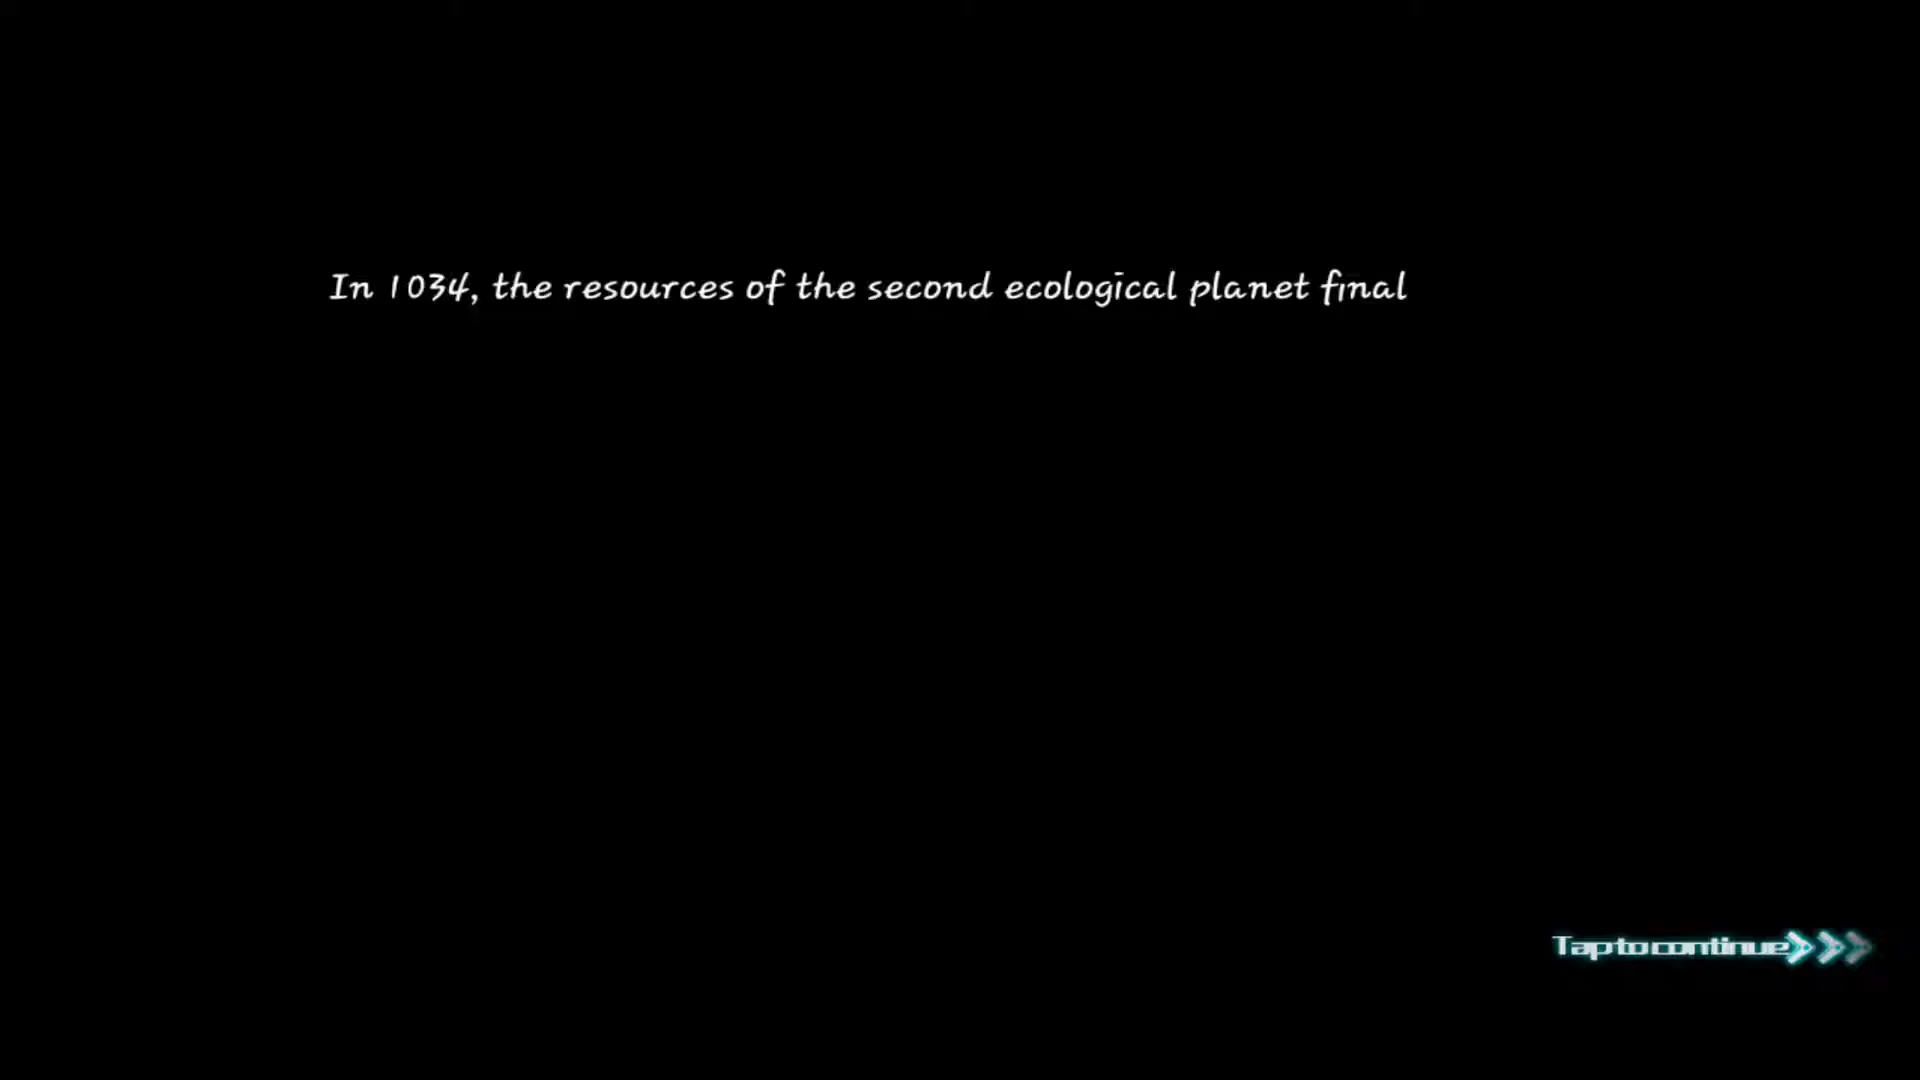 In 1034, the resources of the second ecological planet final
Tap to continue